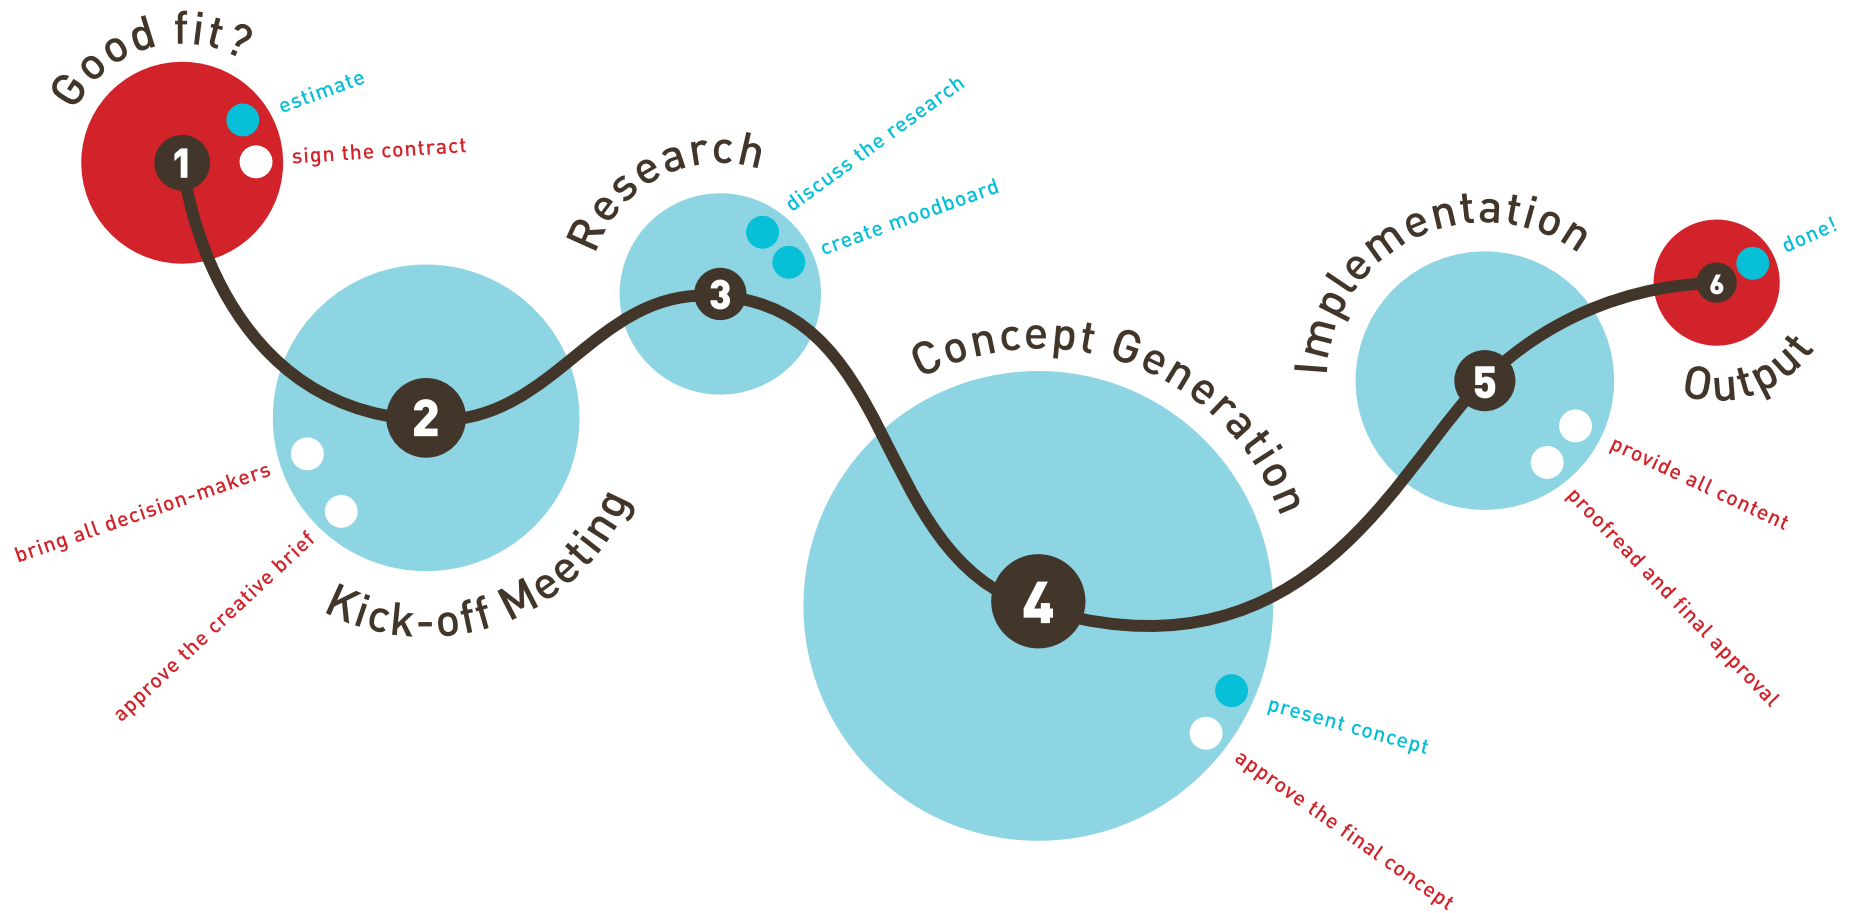 Good fit?
1
estimate
sign the contract
2
bring all decision-makers
approve the creative brief
Kick-off Meeting
Research
3
discuss the research
create moodboard
Concept Generation
4
present concept
approve the final concept
Implementation
5
provide all content
proofread and final approval
6
done!
Output